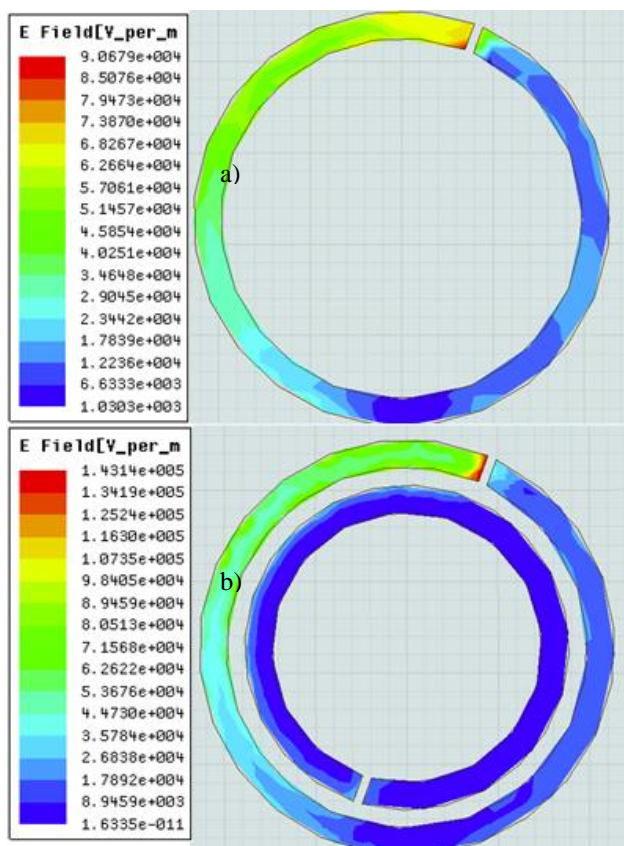 E Field[V_per_m
9.0679e+004
8.5076e+004
7.9473e+004
7.3870e+004
6.8267e+004
6.2664e+004
5.7061e+004
5.1457e+004
4.5854e+004
4.0251e+004
3.4648e+004
2.9045e+004
2.3442e+004
1.7839e+004
1.2236e+004
6.6333e+003
1.0303e+003
a)
E Field[V_per_m
1.4314e+005
1.3419e+005
1.2524e+005
1.1630e+005
1.0735e+005
9.8405e+004
8.9459e+004
8.0513e+004
7.1568e+004
6.2622e+004
5.3676e+004
4.4730e+004
3.5784e+004
2.6838e+004
1.7892e+004
8.9459e+003
1.6335e-011
b)